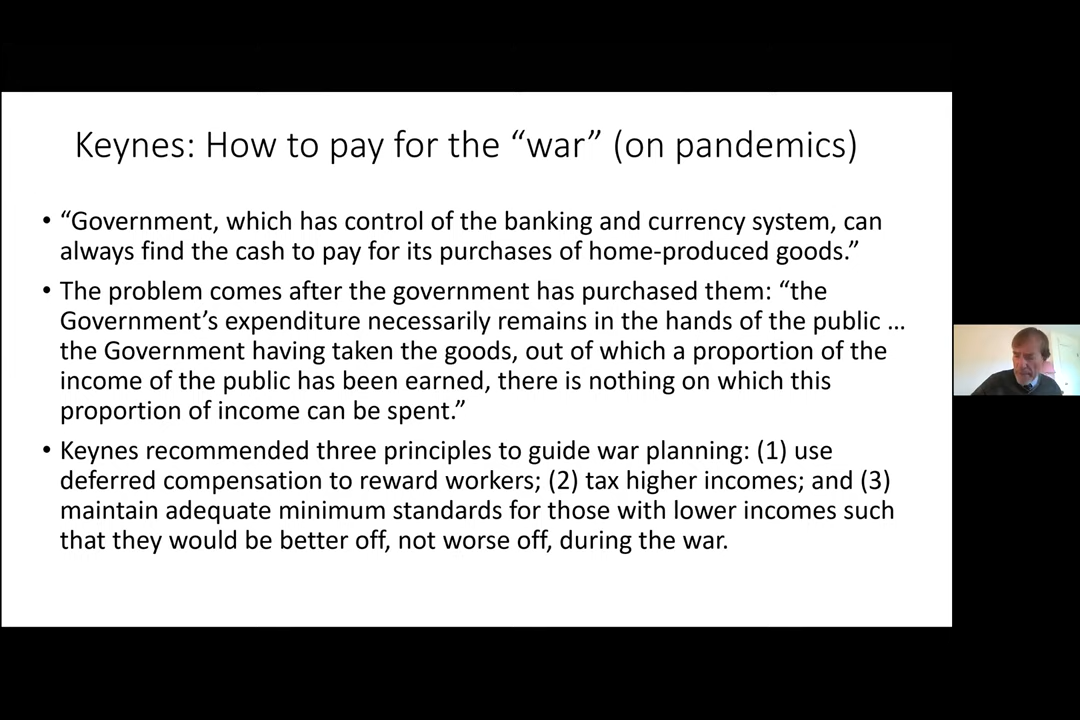 Keynes: How to pay for the “war” (on pandemics)
• “Government, which has control of the banking and currency system, can
always find the cash to pay for its purchases of home-produced goods.”
• The problem comes after the government has purchased them: “the
Government’s expenditure necessarily remains in the hands of the public …
the Government having taken the goods, out of which a proportion of the
income of the public has been earned, there is nothing on which this
proportion of income can be spent.”
• Keynes recommended three principles to guide war planning: (1) use
deferred compensation to reward workers; (2) tax higher incomes; and (3)
maintain adequate minimum standards for those with lower incomes such
that they would be better off, not worse off, during the war.